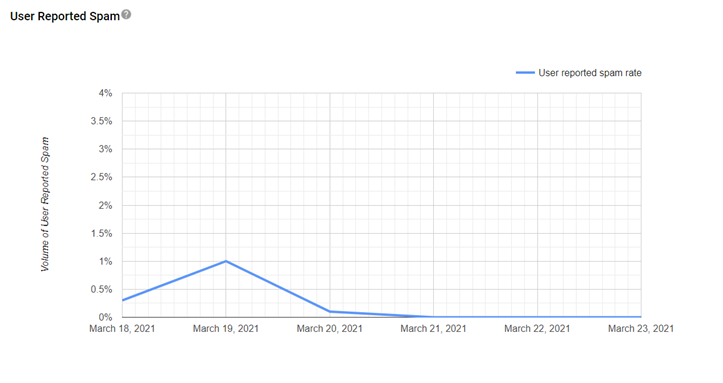 User Reported Spam ?
User reported spam rate
4%
3.5%
3%
2.5%
2%
1.5%
1%
0.5%
0%
Volume of User Reported Spam
March 18, 2021
March 19, 2021
March 20, 2021
March 21, 2021
March 22, 2021
March 23, 2021